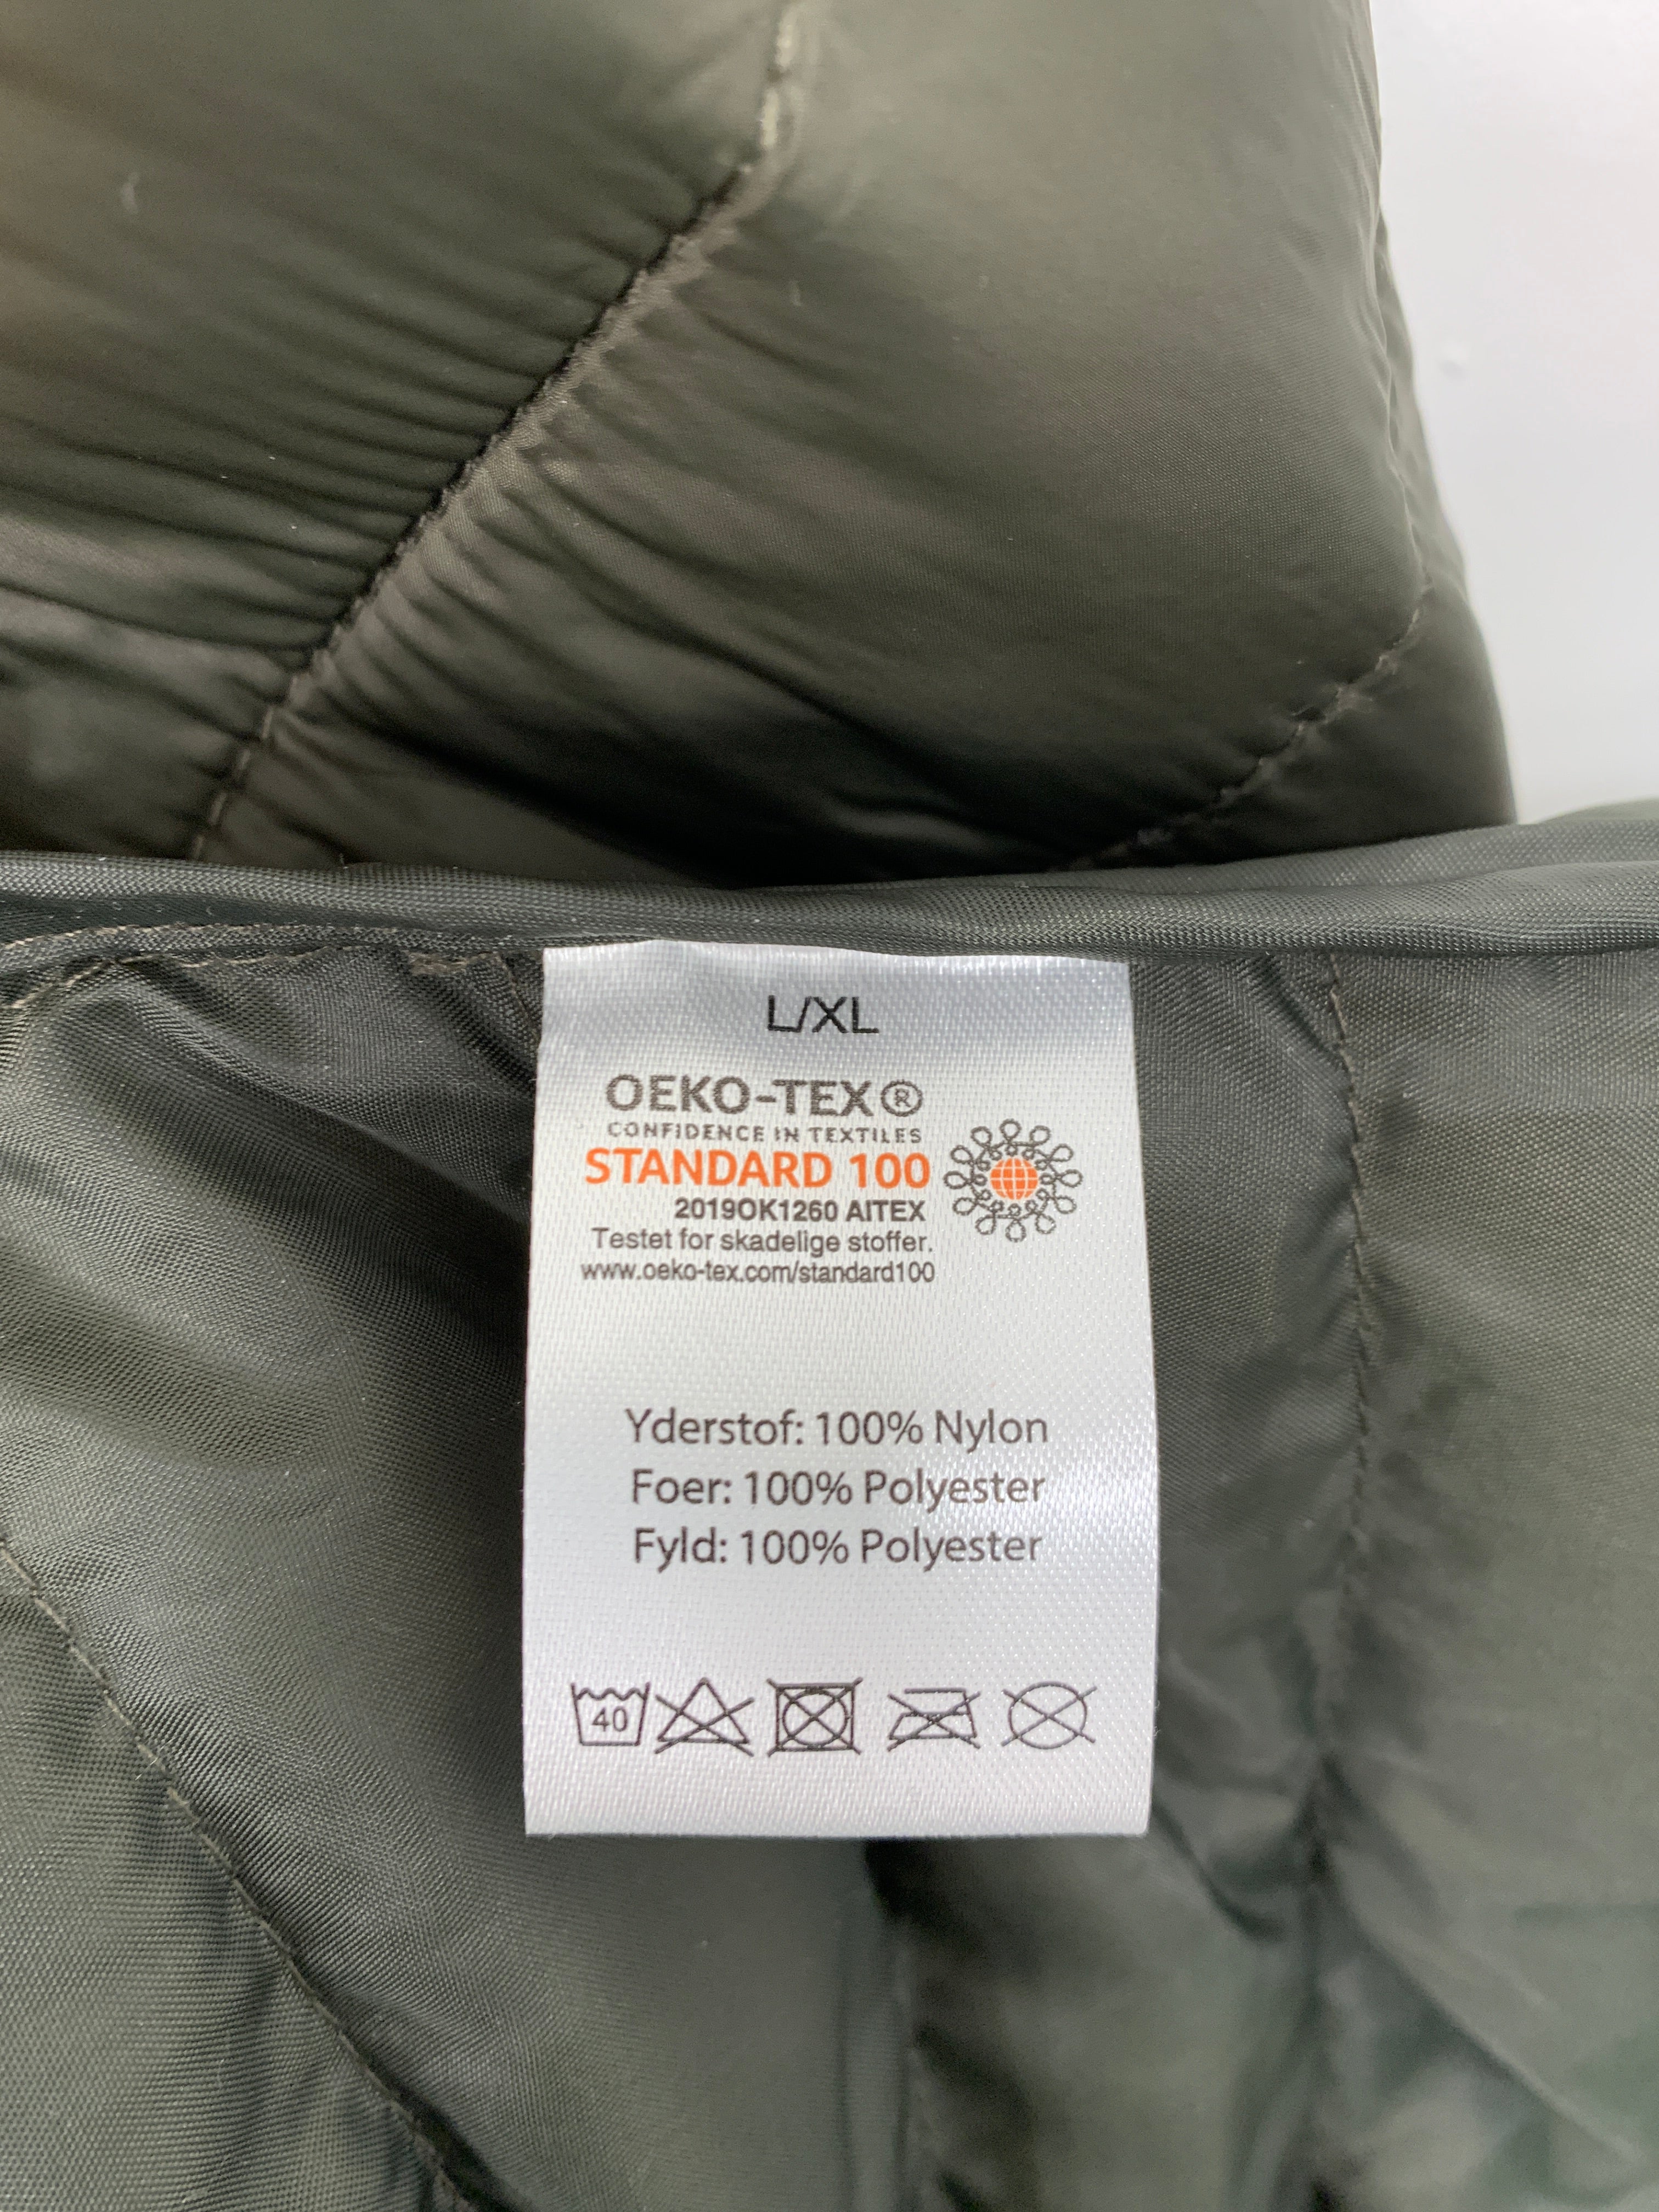 L/XL
OEKO-TEX®
CONFIDENCE IN TEXTILES
STANDARD 100
2019OK1260 AITEX
Testet for skadelige stoffer.
www.oeko-tex.com/standard100
Yderstof: 100% Nylon
Foer: 100% Polyester
Fyld: 100% Polyester
40